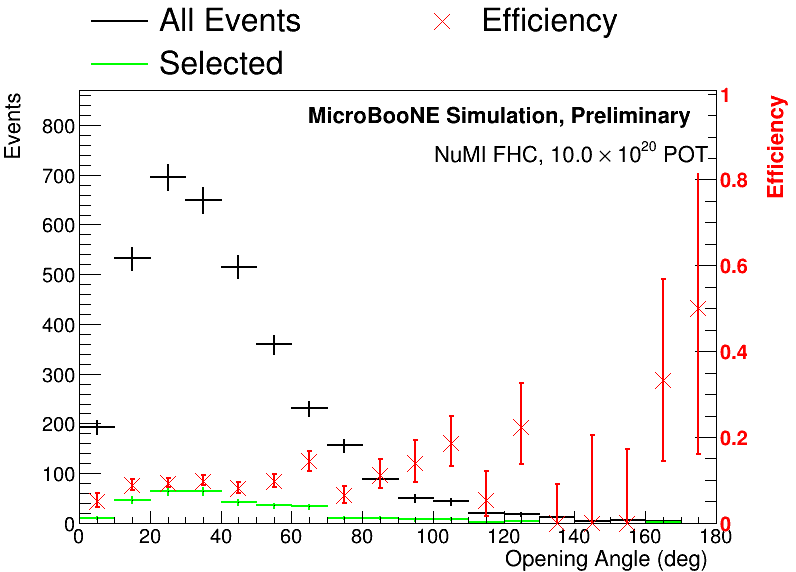 All Events
Efficiency
Selected
Events
800
700
600
500
400
300
200
100
0
MicroBooNE Simulation, Preliminary
NuMI FHC, 10.0 × 10²⁰ POT
1
0.8
0.6
0.4
0.2
0
Efficiency
0 20 40 60 80 100 120 140 160 180
Opening Angle (deg)